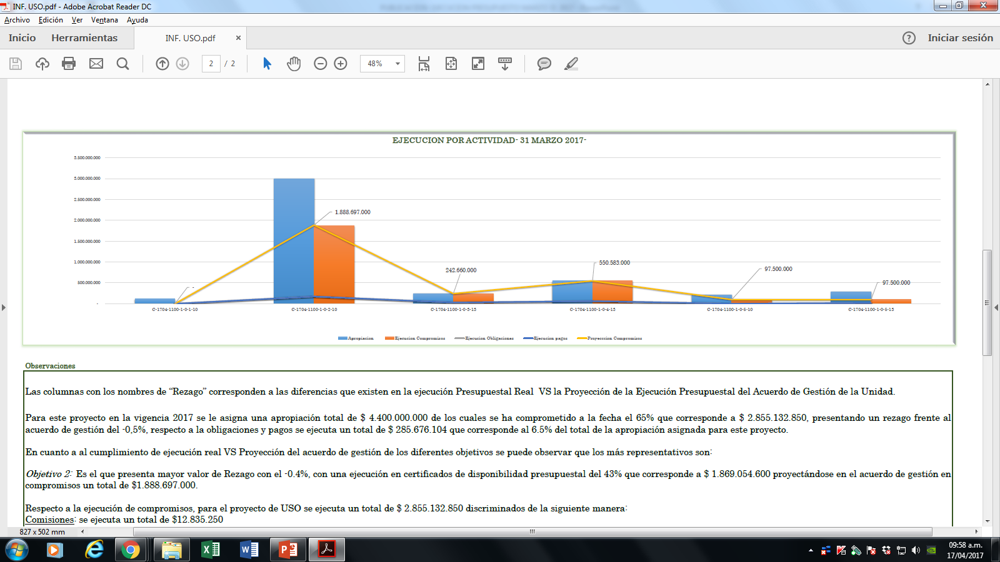 INF. USO.pdf - Adobe Acrobat Reader DC
Archivo Edición Ver Ventana Ayuda
Inicio Herramientas INF. USO.pdf × ? Iniciar sesión
2 / 2 48%
EJECUCION POR ACTIVIDAD- 31 MARZO 2017-
3.500.000.000
3.000.000.000
2.500.000.000
2.000.000.000
1.500.000.000
1.000.000.000
500.000.000
-
-
1.888.697.000
242.660.000
550.583.000
97.500.000
97.500.000
C-1704-1100-1-0-1-10 C-1704-1100-1-0-2-10 C-1704-1100-1-0-3-13 C-1704-1100-1-0-4-13 C-1704-1100-1-0-5-10 C-1704-1100-1-0-5-13
Apropiacion Ejecucion Compromisos Ejecucion Obligaciones Ejecucion pagos Proyecccion Compromisos
Observaciones
Las columnas con los nombres de “Rezago” corresponden a las diferencias que existen en la ejecución Presupuestal Real VS la Proyección de la Ejecución Presupuestal del Acuerdo de Gestión de la Unidad.
Para este proyecto en la vigencia 2017 se le asigna una apropiación total de $ 4.400.000.000 de los cuales se ha comprometido a la fecha el 65% que corresponde a $ 2.855.132.850, presentando un rezago frente al
acuerdo de gestión del -0,5%, respecto a la obligaciones y pagos se ejecuta un total de $ 285.676.104 que corresponde al 6.5% del total de la apropiación asignada para este proyecto.
En cuanto a al cumplimiento de ejecución real VS Proyección del acuerdo de gestión de los diferentes objetivos se puede observar que los más representativos son:
Objetivo 2: Es el que presenta mayor valor de Rezago con el -0.4%, con una ejecución en certificados de disponibilidad presupuestal del 43% que corresponde a $ 1.869.054.600 proyectándose en el acuerdo de gestión en
compromisos un total de $1.888.697.000.
Respecto a la ejecución de compromisos, para el proyecto de USO se ejecuta un total de $ 2.855.132.850 discriminados de la siguiente manera:
Comisiones: se ejecuta un total de $12.835.250
827 x 502 mm
09:58 a.m.
17/04/2017